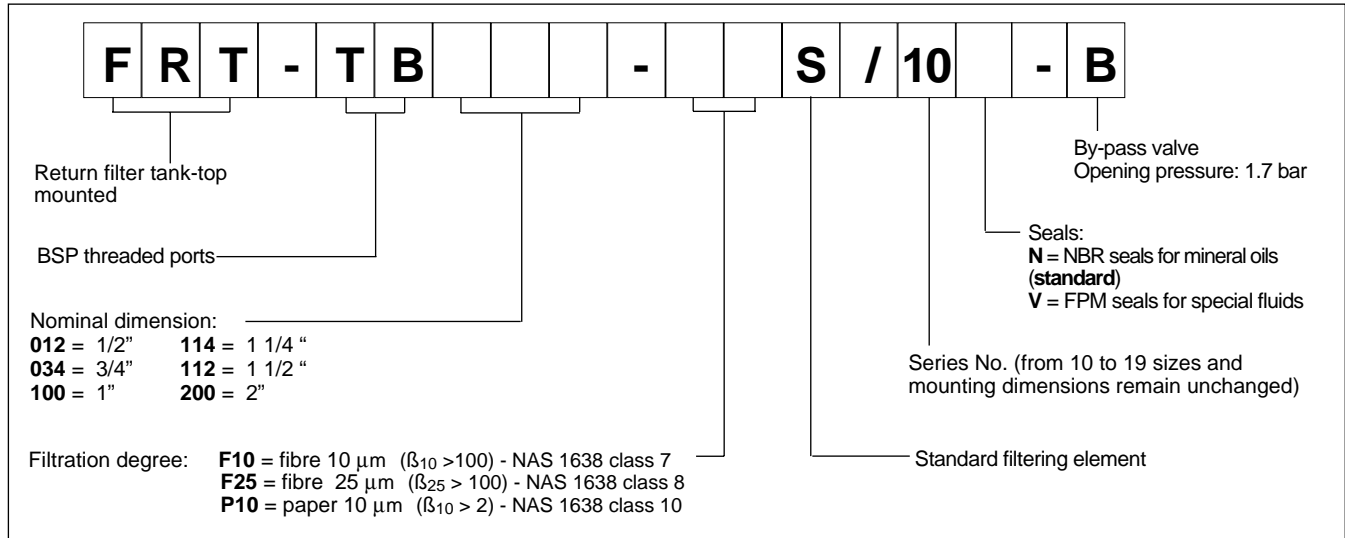 F R T - T B - S / 10 - B
Return filter tank-top
mounted
BSP threaded ports
Nominal dimension:
012 = 1/2” 114 = 1 1/4 “
034 = 3/4” 112 = 1 1/2 “
100 = 1” 200 = 2”
Filtration degree: F10 = fibre 10 µm (ß10 >100) - NAS 1638 class 7
F25 = fibre 25 µm (ß25 > 100) - NAS 1638 class 8
P10 = paper 10 µm (ß10 > 2) - NAS 1638 class 10
By-pass valve
Opening pressure: 1.7 bar
Seals:
N = NBR seals for mineral oils
(standard)
V = FPM seals for special fluids
Series No. (from 10 to 19 sizes and
mounting dimensions remain unchanged)
Standard filtering element